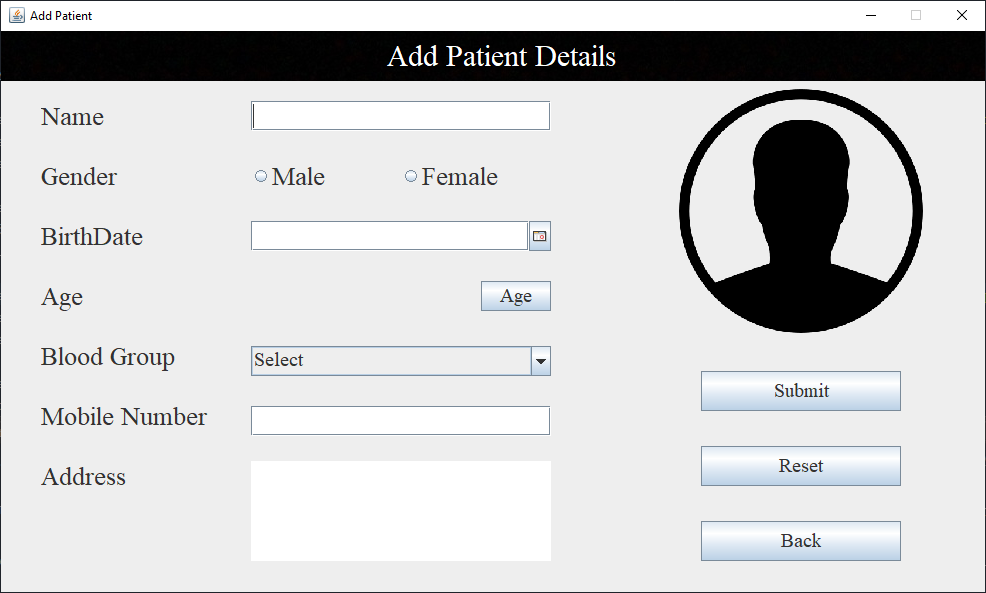 Add Patient
Add Patient Details
Name
Gender
Male
Female
BirthDate
Age
Age
Blood Group
Select
Mobile Number
Address
Submit
Reset
Back